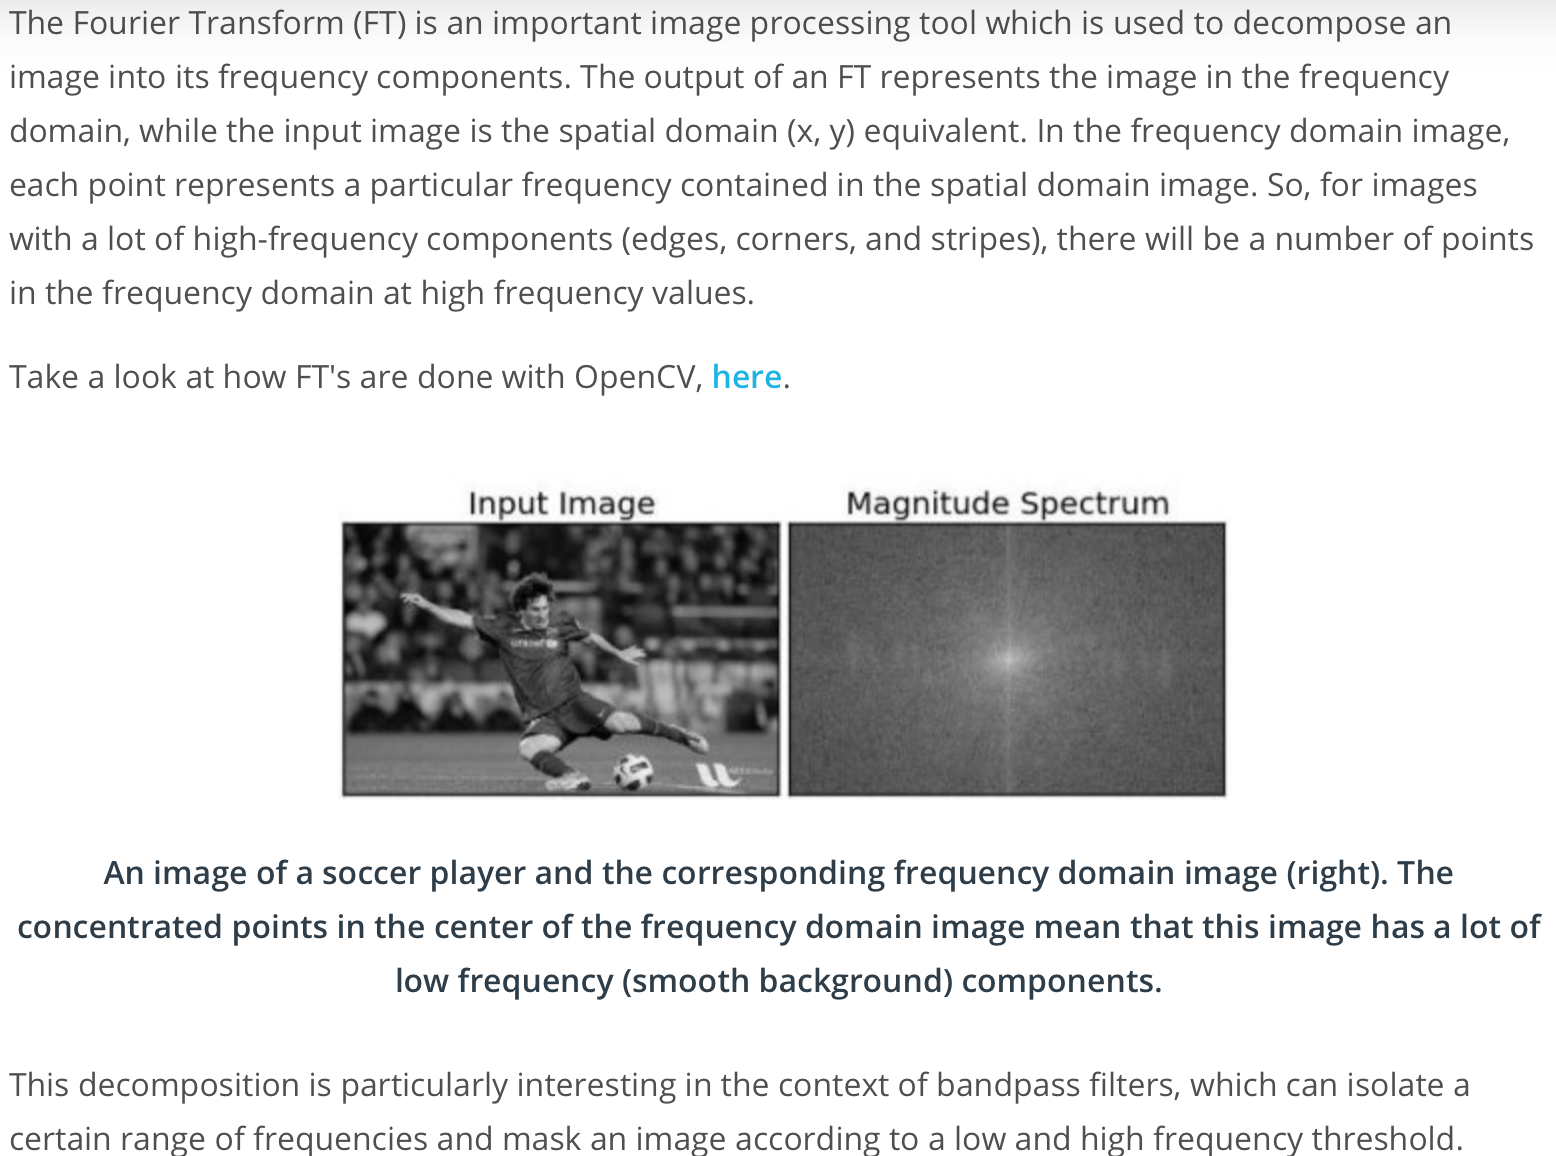 The Fourier Transform (FT) is an important image processing tool which is used to decompose an
image into its frequency components. The output of an FT represents the image in the frequency
domain, while the input image is the spatial domain (x, y) equivalent. In the frequency domain image,
each point represents a particular frequency contained in the spatial domain image. So, for images
with a lot of high-frequency components (edges, corners, and stripes), there will be a number of points
in the frequency domain at high frequency values.
Take a look at how FT's are done with OpenCV, here.
Input Image
Magnitude Spectrum
unicef
An image of a soccer player and the corresponding frequency domain image (right). The
concentrated points in the center of the frequency domain image mean that this image has a lot of
low frequency (smooth background) components.
This decomposition is particularly interesting in the context of bandpass filters, which can isolate a
certain range of frequencies and mask an image according to a low and high frequency threshold.